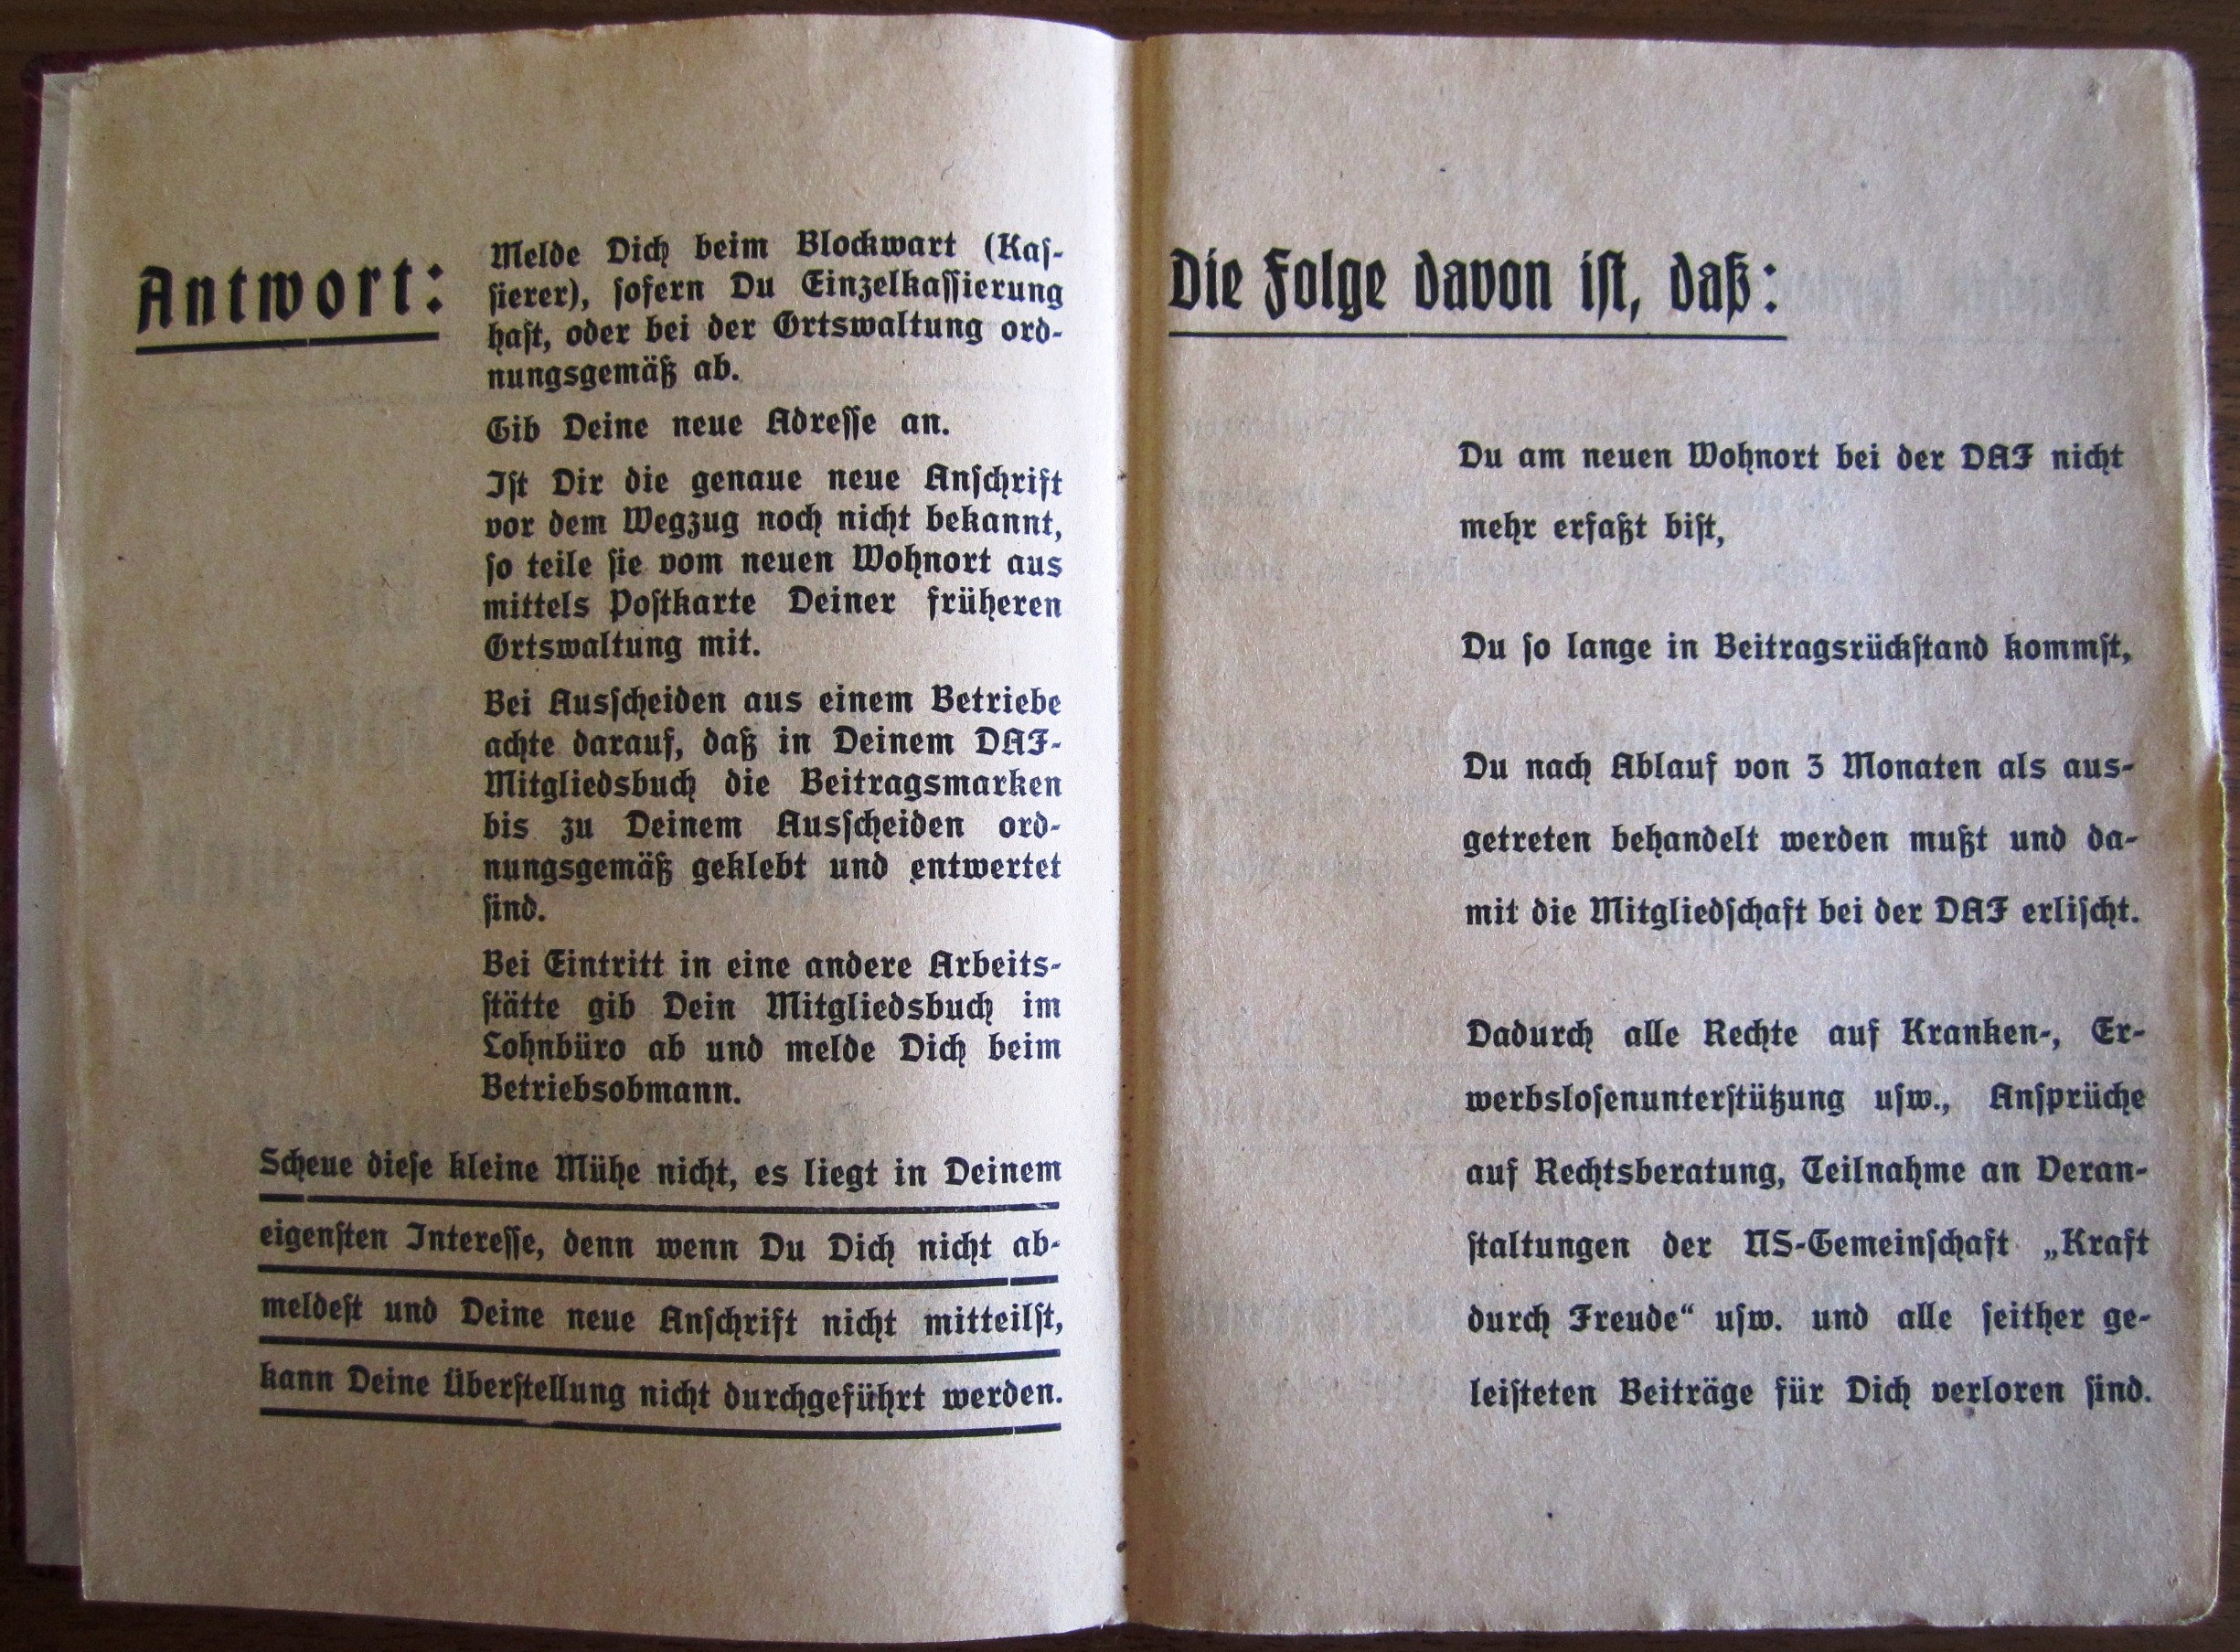 Antwort:
Melde Dich beim Blockwart (Kas-
sierer), sofern Du Einzelkassierung
hast, oder bei der Ortswaltung ord-
nungsgemäß ab.
Gib Deine neue Adresse an.
Ist Dir die genaue neue Anschrift
vor dem Wegzug noch nicht bekannt,
so teile sie vom neuen Wohnort aus
mittels Postkarte Deiner früheren
Ortswaltung mit.
Bei Ausscheiden aus einem Betriebe
achte darauf, daß in Deinem DAF-
Mitgliedsbuch die Beitragsmarken
bis zu Deinem Ausscheiden ord-
nungsgemäß geklebt und entwertet
sind.
Bei Eintritt in eine andere Arbeits-
stätte gib Dein Mitgliedsbuch im
Lohnbüro ab und melde Dich beim
Betriebsobmann.
Scheue diese kleine Mühe nicht, es liegt in Deinem
eigensten Interesse, denn wenn Du Dich nicht ab-
meldest und Deine neue Anschrift nicht mitteilst,
kann Deine Überstellung nicht durchgeführt werden.
Die Folge davon ist, daß:
Du am neuen Wohnort bei der DAF nicht
mehr erfaßt bist,
Du so lange in Beitragsrückstand kommst,
Du nach Ablauf von 3 Monaten als aus-
getreten behandelt werden mußt und da-
mit die Mitgliedschaft bei der DAF erlischt.
Dadurch alle Rechte auf Kranken-, Er-
werbslosenunterstützung usw., Ansprüche
auf Rechtsberatung, Teilnahme an Veran-
staltungen der NS-Gemeinschaft „Kraft
durch Freude“ usw. und alle seither ge-
leisteten Beiträge für Dich verloren sind.